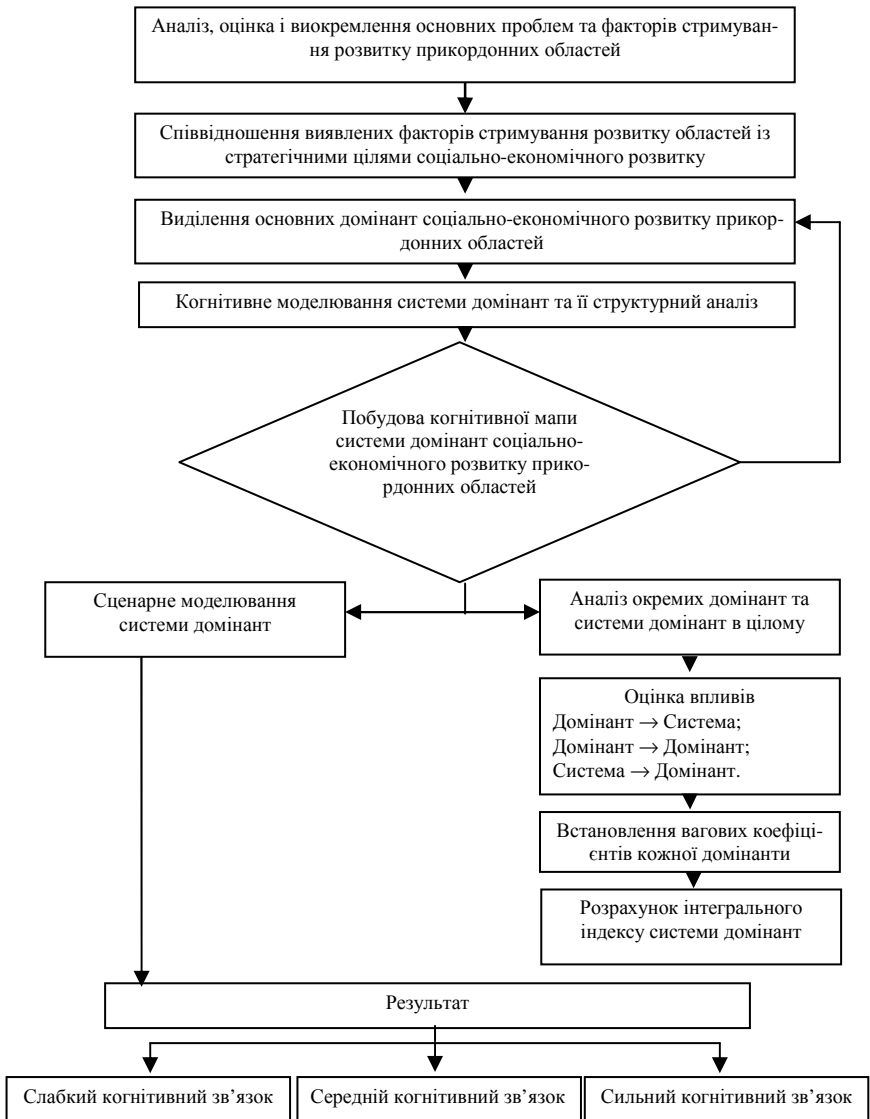 Аналіз, оцінка і виокремлення основних проблем та факторів стримуван-
ня розвитку прикордонних областей
Співвідношення виявлених факторів стримування розвитку областей із
стратегічними цілями соціально-економічного розвитку
Виділення основних домінант соціально-економічного розвитку прикор-
донних областей
Когнітивне моделювання системи домінант та її структурний аналіз
Побудова когнітивної мапи
системи домінант соціально-
економічного розвитку прико-
рдонних областей
Сценарне моделювання
системи домінант
Аналіз окремих домінант та
системи домінант в цілому
Оцінка впливів
Домінант → Система;
Домінант → Домінант;
Система → Домінант.
Встановлення вагових коефіці-
єнтів кожної домінанти
Розрахунок інтегрального
індексу системи домінант
Результат
Слабкий когнітивний зв’язок
Середній когнітивний зв’язок
Сильний когнітивний зв’язок